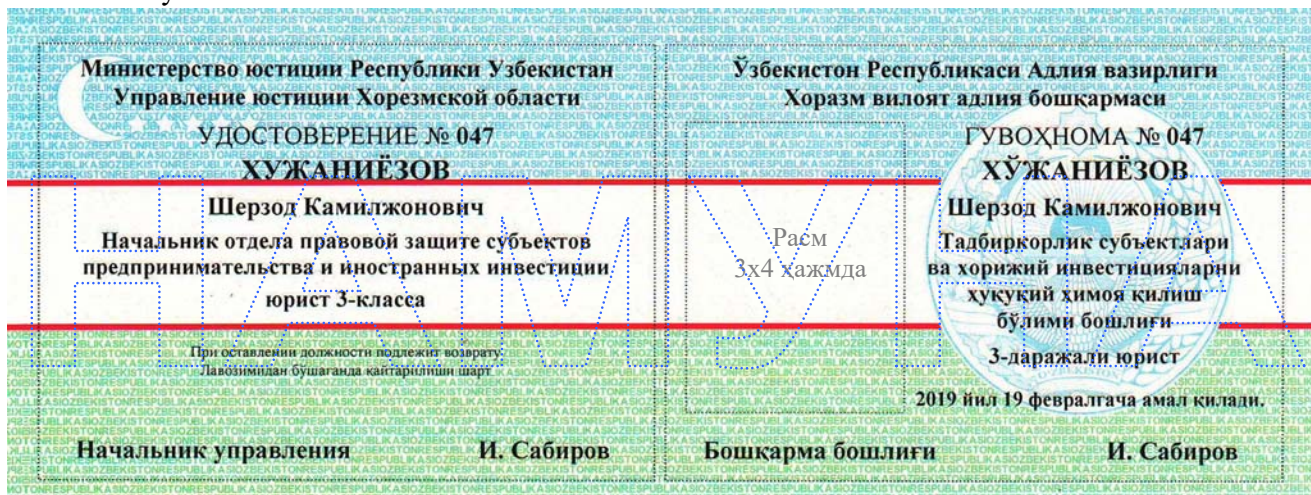 Министерство юстиции Республики Узбекистан
Управление юстиции Хорезмской области
УДОСТОВЕРЕНИЕ № 047
ХУЖАНИЁЗОВ
Шерзод Камилжонович
Начальник отдела правовой защите субъектов
предпринимательства и иностранных инвестиции
юрист 3-класса
При оставлении должности подлежит возврату
Лавозимидан бушаганда кайтарилиши шарт
Начальник управления И. Сабиров
Ўзбекистон Республикаси Адлия вазирлиги
Хоразм вилоят адлия бошқармаси
ГУВОҲНОМА № 047
ХЎЖАНИЁЗОВ
Шерзод Камилжонович
Расм
3х4 ҳажмда
Тадбиркорлик субъектлари
ва хорижий инвестицияларни
ҳуқуқий ҳимоя қилиш
бўлими бошлиғи
3-даражали юрист
2019 йил 19 февралгача амал қилади.
Бошқарма бошлиғи И. Сабиров
НАМУНА